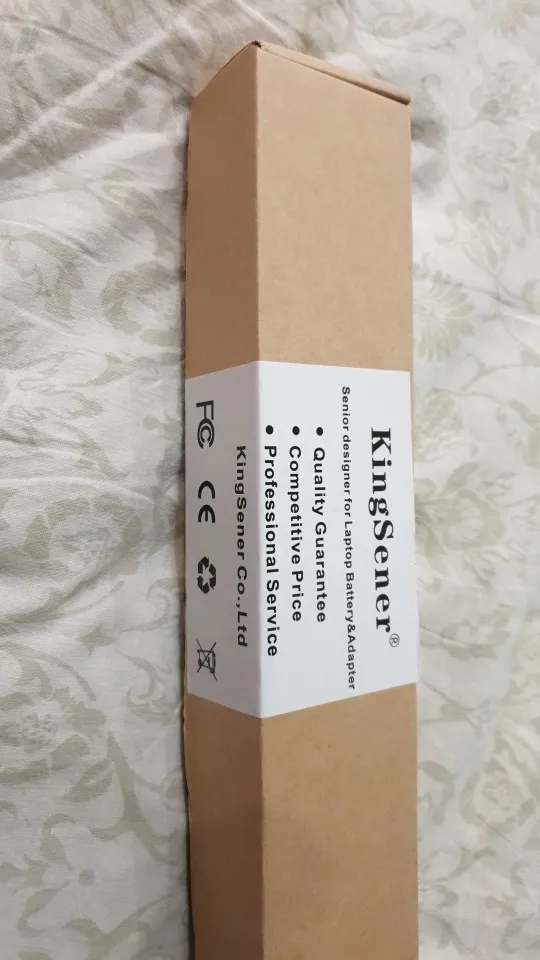 KingSener®
Senior designer for Laptop Battery&Adapter
● Quality Guarantee
● Competitive Price
● Professional Service
KingSener Co.,Ltd
FC CE